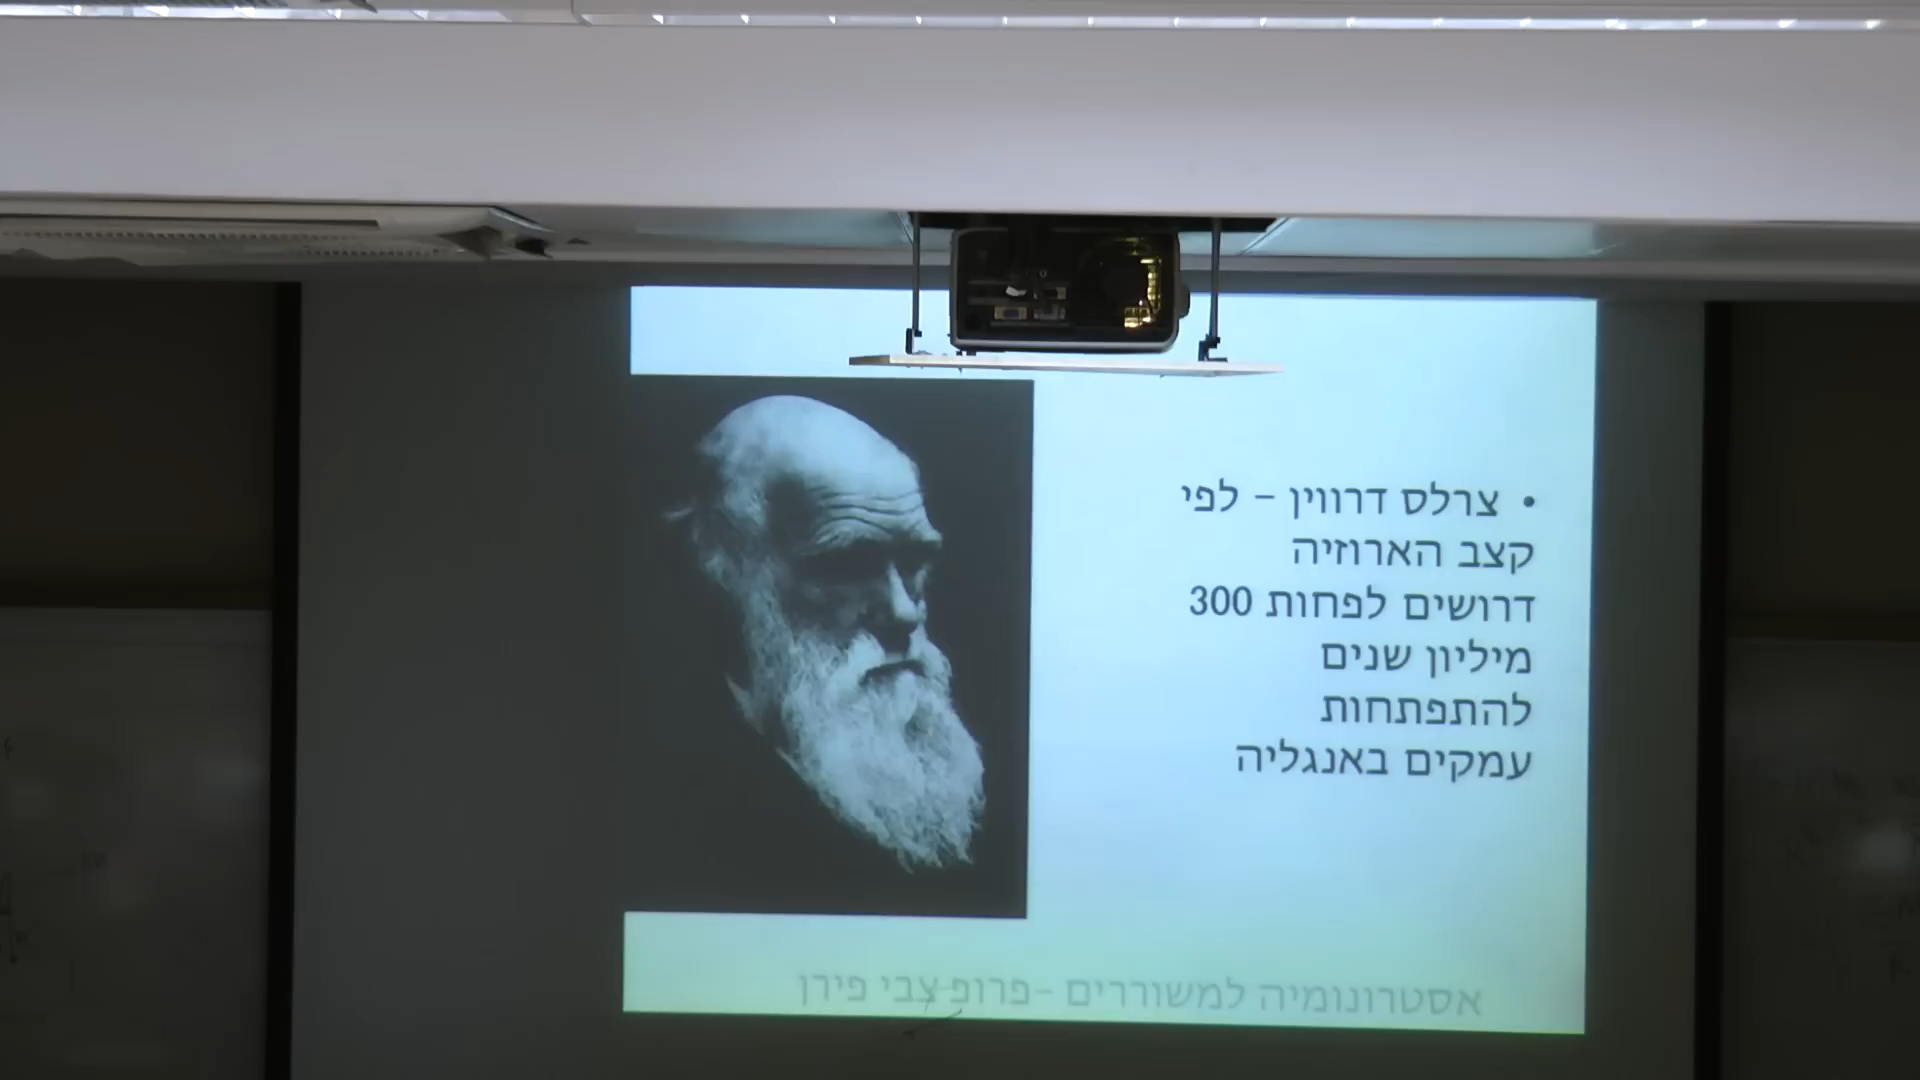 • צרלס דרווין – לפי
קצב הארוזיה
דרושים לפחות 300
מיליון שנים
להתפתחות
עמקים באנגליה
אסטרונומיה למשוררים -פרופ צבי פירן